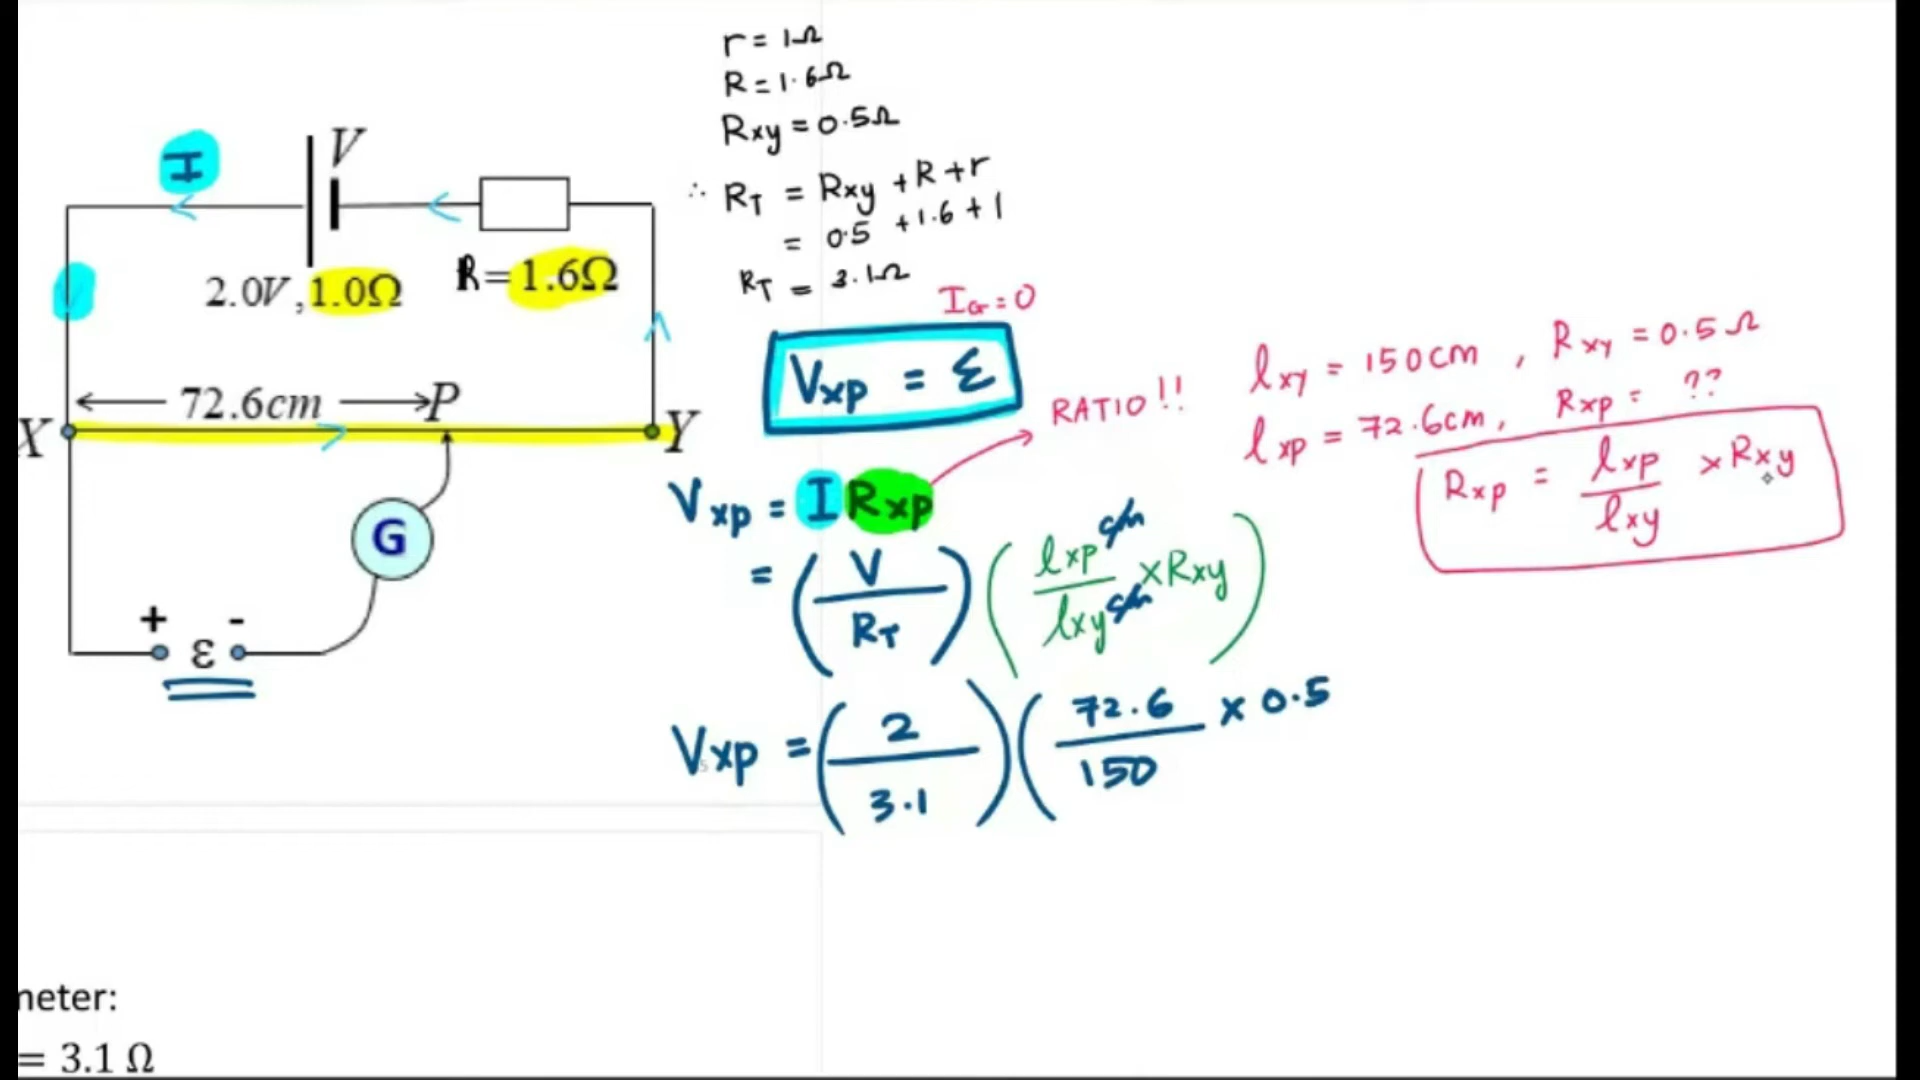 r = 1Ω
R = 1.6Ω
Rxy = 0.5Ω
∴ RT = Rxy + R + r
= 0.5 + 1.6 + 1
RT = 3.1Ω
I
V
2.0V, 1.0Ω
R = 1.6Ω
72.6cm
P
X
Y
G
+ ε -
IG = 0
Vxp = Ɛ
RATIO!!
lxy = 150cm , Rxy = 0.5Ω
lxp = 72.6cm, Rxp = ??
Rxp = lxp / lxy × Rxy
Vxp = I Rxp
= (V / RT) (lxp cm / lxy cm × Rxy)
Vxp = (2 / 3.1) (72.6 / 150 × 0.5
neter:
= 3.1 Ω